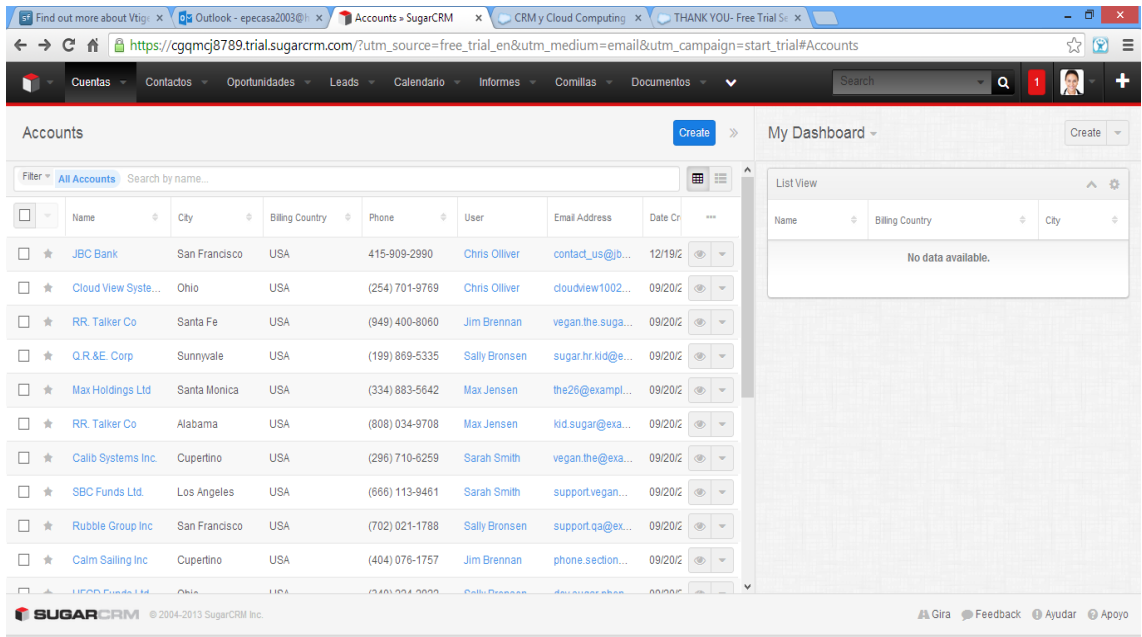 Find out more about Vtige Outlook - epecasa2003@h Accounts » SugarCRM CRM y Cloud Computing THANK YOU- Free Trial Se
https://cgqmcj8789.trial.sugarcrm.com/?utm_source=free_trial_en&utm_medium=email&utm_campaign=start_trial#Accounts
Cuentas Contactos Oportunidades Leads Calendario Informes Comillas Documentos Search 1
Accounts Create My Dashboard Create
Filter All Accounts Search by name... List View
Name City Billing Country Phone User Email Address Date Cr Name Billing Country City
JBC Bank San Francisco USA 415-909-2990 Chris Olliver contact_us@jb... 12/19/2 No data available.
Cloud View Syste... Ohio USA (254) 701-9769 Chris Olliver cloudview1002... 09/20/2
RR. Talker Co Santa Fe USA (949) 400-8060 Jim Brennan vegan.the.suga... 09/20/2
Q.R.&E. Corp Sunnyvale USA (199) 869-5335 Sally Bronsen sugar.hr.kid@e... 09/20/2
Max Holdings Ltd Santa Monica USA (334) 883-5642 Max Jensen the26@exampl... 09/20/2
RR. Talker Co Alabama USA (808) 034-9708 Max Jensen kid.sugar@exa... 09/20/2
Calib Systems Inc. Cupertino USA (296) 710-6259 Sarah Smith vegan.the@exa... 09/20/2
SBC Funds Ltd. Los Angeles USA (666) 113-9461 Sarah Smith support.vegan... 09/20/2
Rubble Group Inc San Francisco USA (702) 021-1788 Sally Bronsen support.qa@ex... 09/20/2
Calm Sailing Inc Cupertino USA (404) 076-1757 Jim Brennan phone.section... 09/20/2
SUGARCRM © 2004-2013 SugarCRM Inc. Gira Feedback Ayudar Apoyo